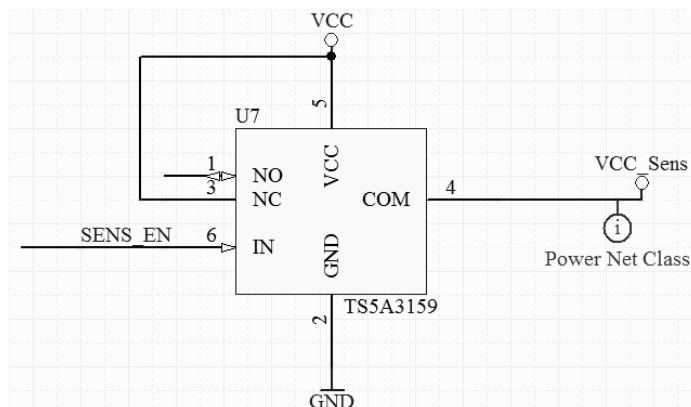 VCC
U7
5
VCC
1
NO
3
NC
COM
4
VCC_Sens
SENS_EN
6
IN
GND
i
Power Net Class
TS5A3159
2
GND